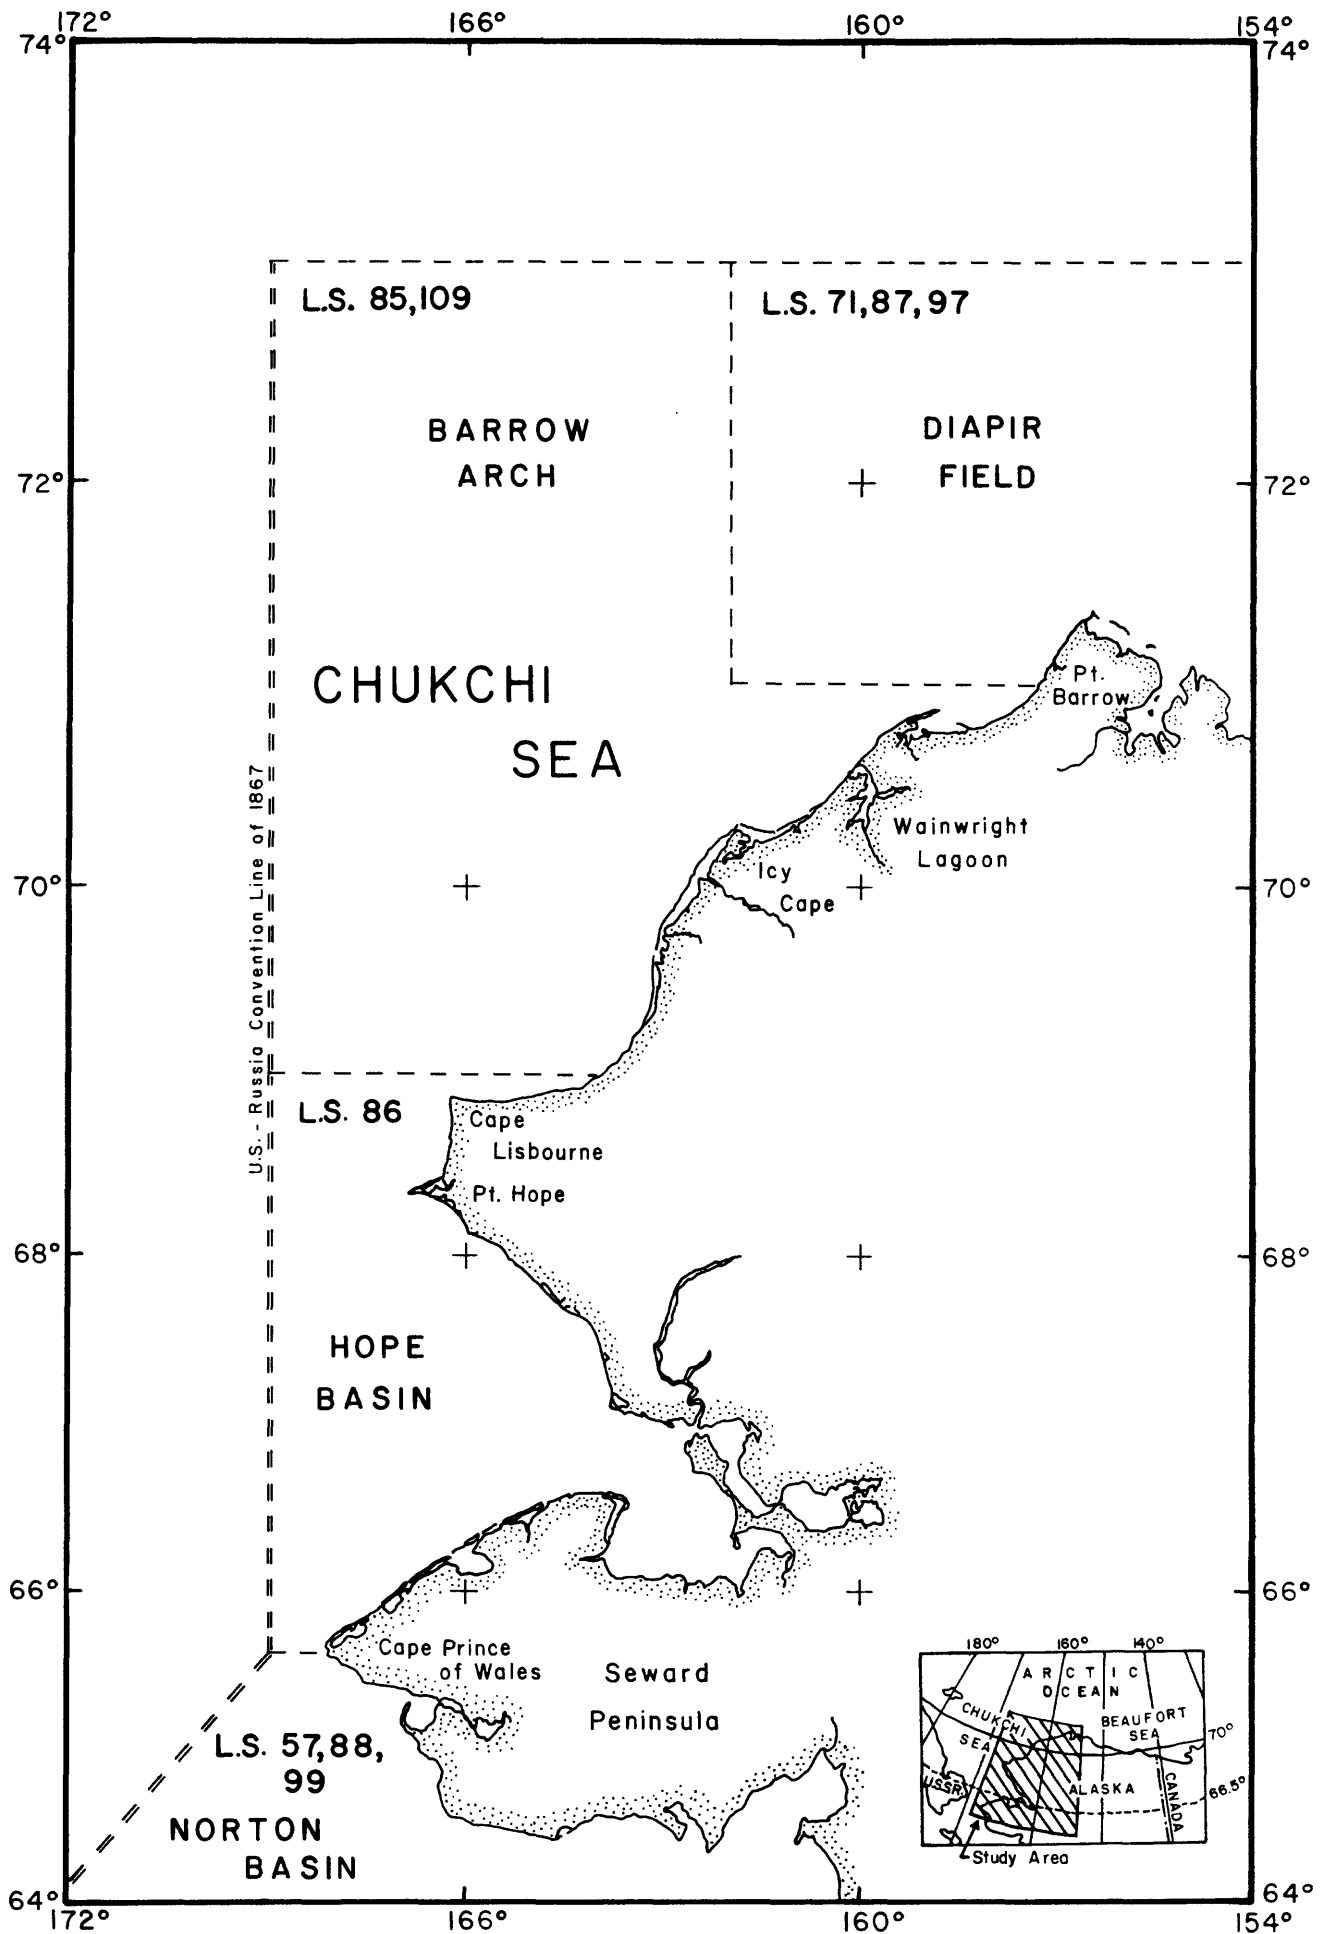 172°
166°
160°
154°
74°
74°
L.S. 85,109
L.S. 71,87,97
BARROW
ARCH
DIAPIR
FIELD
72°
72°
CHUKCHI
SEA
Pt.
Barrow
U.S. - Russia Convention Line of 1867
Wainwright
Lagoon
Icy
Cape
70°
70°
L.S. 86
Cape
Lisbourne
Pt. Hope
68°
68°
HOPE
BASIN
66°
66°
Cape Prince
of Wales
Seward
Peninsula
L.S. 57,88,
99
NORTON
BASIN
180°
160°
140°
ARCTIC
OCEAN
CHUKCHI
SEA
BEAUFORT
SEA
70°
USSR
ALASKA
CANADA
66.5°
Study Area
64°
64°
172°
166°
160°
154°